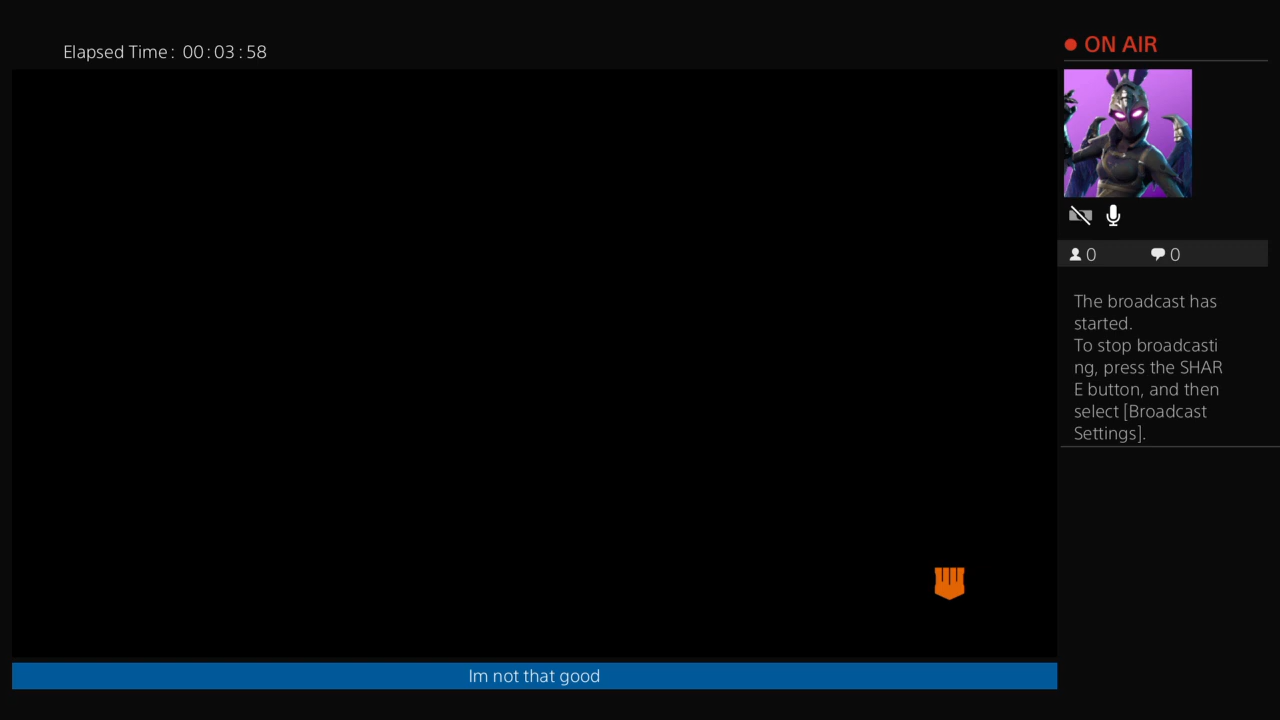 Elapsed Time: 00:03:58
ON AIR
0 0
The broadcast has
started.
To stop broadcasti
ng, press the SHAR
E button, and then
select [Broadcast
Settings].
Im not that good